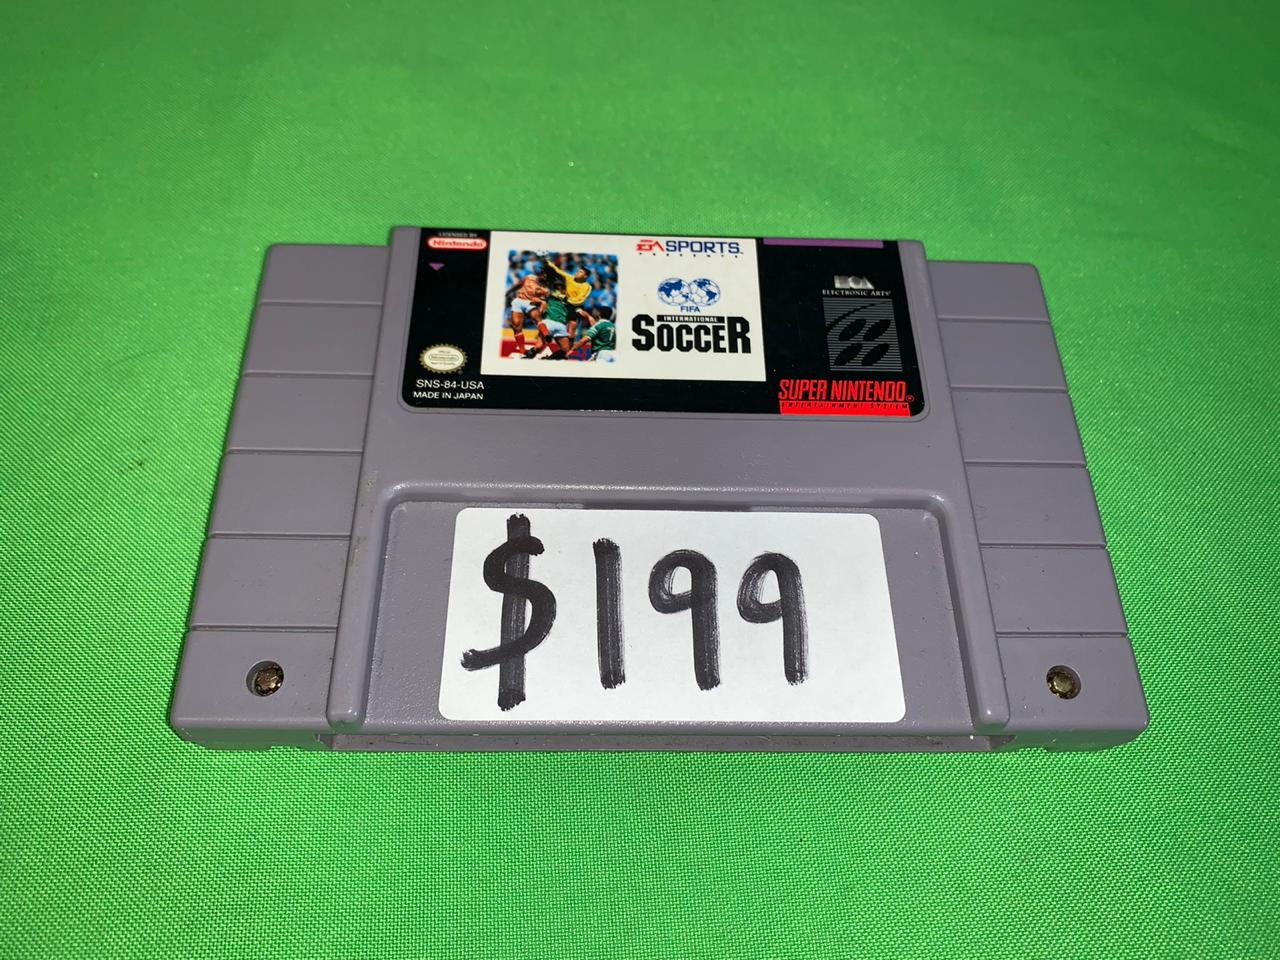 LICENSED BY
Nintendo
EA SPORTS™
PRESENTS
FIFA
INTERNATIONAL
SOCCER
ELECTRONIC ARTS®
SNS-84-USA
MADE IN JAPAN
SUPER NINTENDO®
ENTERTAINMENT SYSTEM
$199